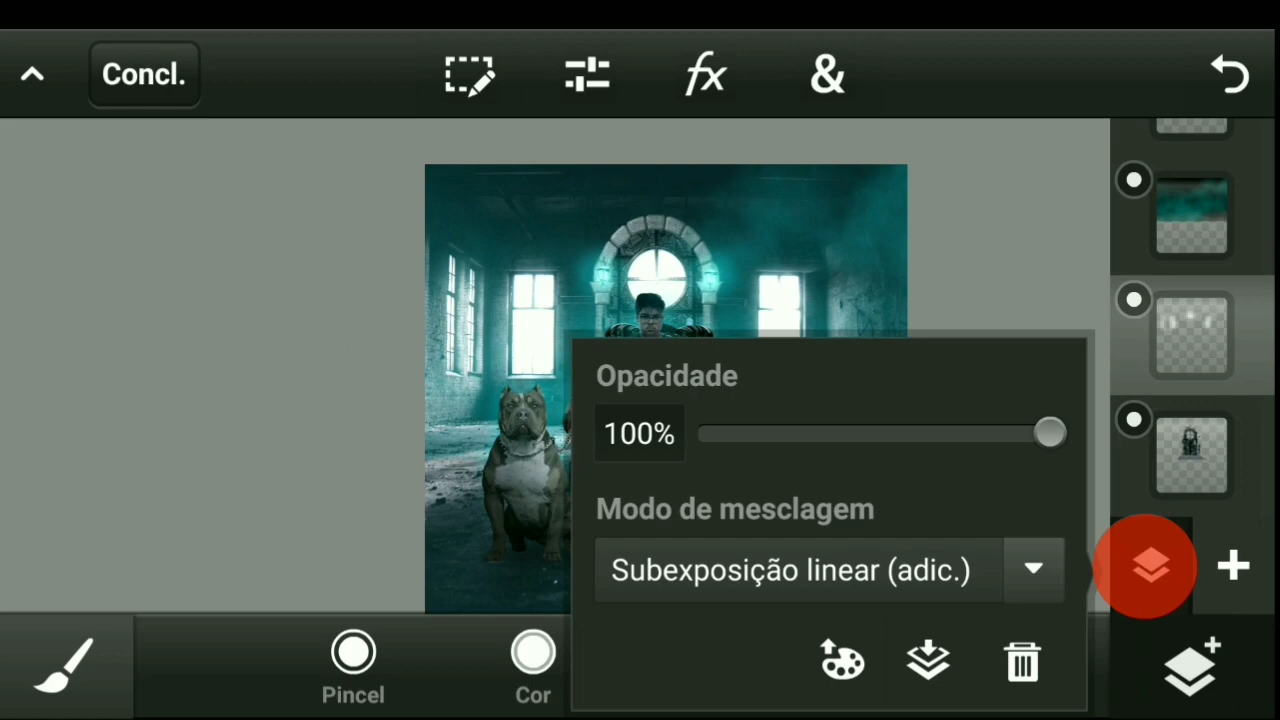 Concl.
fx
&
Opacidade
100%
Modo de mesclagem
Subexposição linear (adic.)
Pincel
Cor